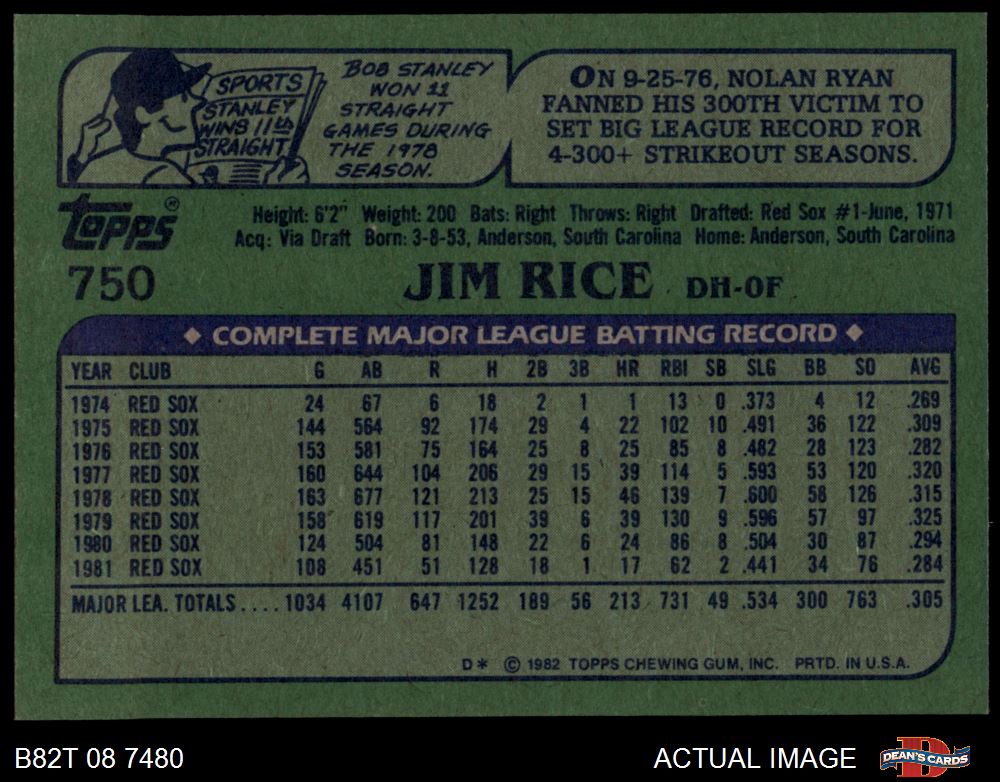 SPORTS
STANLEY
WINS 11th
STRAIGHT
BOB STANLEY
WON 11
STRAIGHT
GAMES DURING
THE 1978
SEASON.
ON 9-25-76, NOLAN RYAN
FANNED HIS 300TH VICTIM TO
SET BIG LEAGUE RECORD FOR
4-300+ STRIKEOUT SEASONS.
Topps®
Height: 6'2" Weight: 200 Bats: Right Throws: Right Drafted: Red Sox #1-June, 1971
Acq: Via Draft Born: 3-8-53, Anderson, South Carolina Home: Anderson, South Carolina
750 JIM RICE DH-OF
◆ COMPLETE MAJOR LEAGUE BATTING RECORD ◆
YEAR CLUB G AB R H 2B 3B HR RBI SB SLG BB SO AVG
1974 RED SOX 24 67 6 18 2 1 1 13 0 .373 4 12 .269
1975 RED SOX 144 564 92 174 29 4 22 102 10 .491 36 122 .309
1976 RED SOX 153 581 75 164 25 8 25 85 8 .482 28 123 .282
1977 RED SOX 160 644 104 206 29 15 39 114 5 .593 53 120 .320
1978 RED SOX 163 677 121 213 25 15 46 139 7 .600 58 126 .315
1979 RED SOX 158 619 117 201 39 6 39 130 9 .596 57 97 .325
1980 RED SOX 124 504 81 148 22 6 24 86 8 .504 30 87 .294
1981 RED SOX 108 451 51 128 18 1 17 62 2 .441 34 76 .284
MAJOR LEA. TOTALS.... 1034 4107 647 1252 189 56 213 731 49 .534 300 763 .305
D* © 1982 TOPPS CHEWING GUM, INC. PRTD. IN U.S.A.
B82T 08 7480 ACTUAL IMAGE DEAN'S CARDS